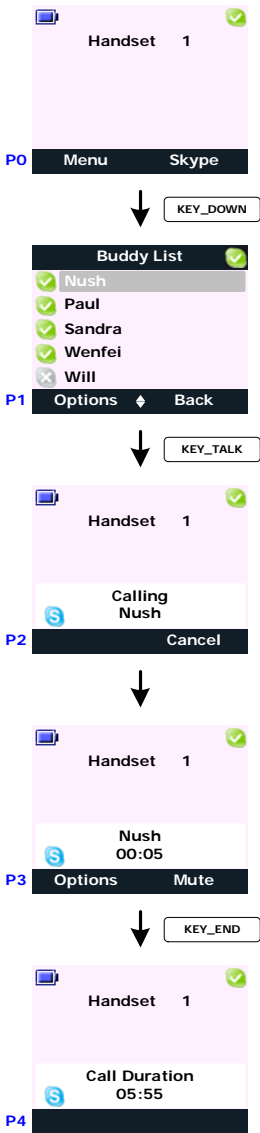 Handset 1
P0 Menu Skype
KEY_DOWN
Buddy List
Nush
Paul
Sandra
Wenfei
Will
P1 Options Back
KEY_TALK
Handset 1
Calling
Nush
S
P2 Cancel
Handset 1
Nush
S 00:05
P3 Options Mute
KEY_END
Handset 1
Call Duration
S 05:55
P4